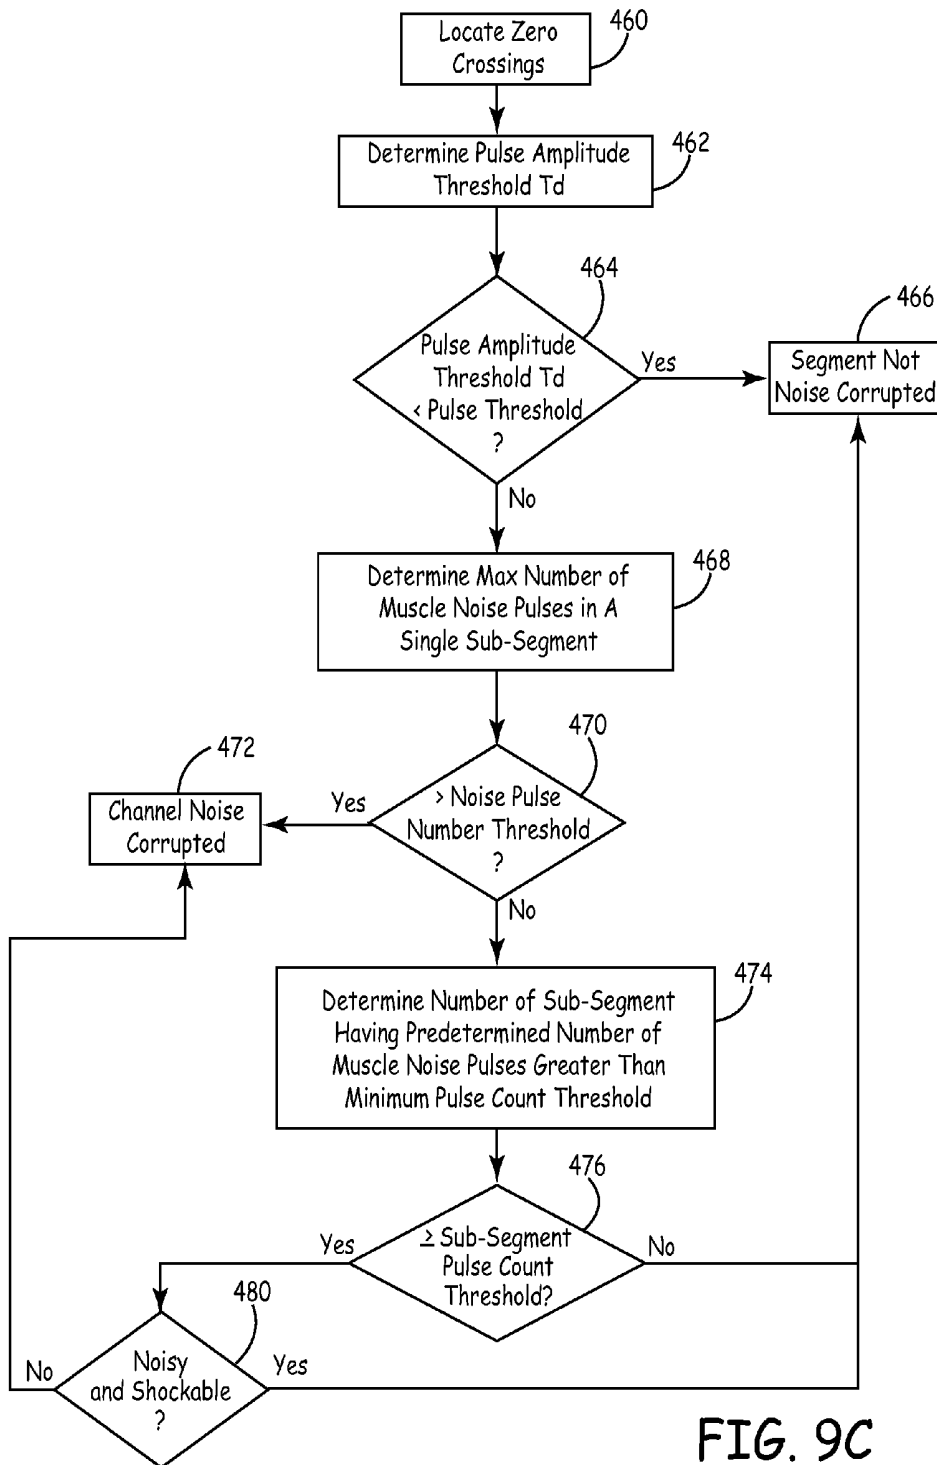 Locate Zero
Crossings
460
Determine Pulse Amplitude
Threshold Td
462
464
Pulse Amplitude
Threshold Td
< Pulse Threshold
?
Yes
466
Segment Not
Noise Corrupted
No
468
Determine Max Number of
Muscle Noise Pulses in A
Single Sub-Segment
470
> Noise Pulse
Number Threshold
?
Yes
472
Channel Noise
Corrupted
No
474
Determine Number of Sub-Segment
Having Predetermined Number of
Muscle Noise Pulses Greater Than
Minimum Pulse Count Threshold
476
≥ Sub-Segment
Pulse Count
Threshold?
Yes
No
480
Noisy
and Shockable
?
No
Yes
FIG. 9C